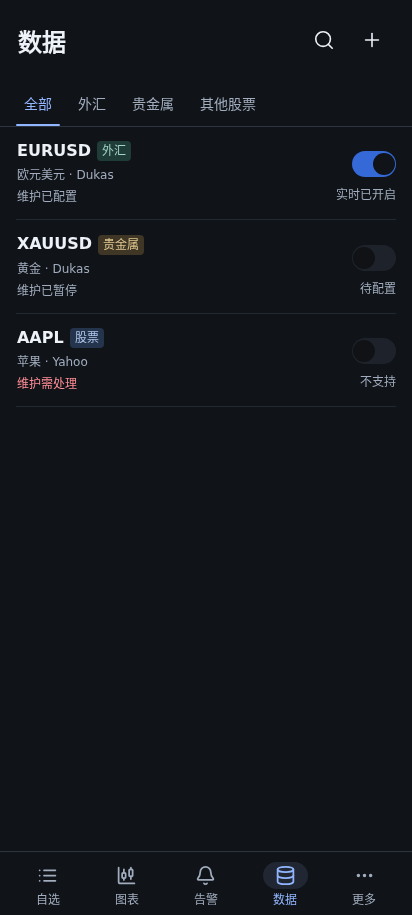 数据
全部 外汇 贵金属 其他股票
EURUSD 外汇
欧元美元 · Dukas
维护已配置
实时已开启
XAUUSD 贵金属
黄金 · Dukas
维护已暂停
待配置
AAPL 股票
苹果 · Yahoo
维护需处理
不支持
自选 图表 告警 数据 更多